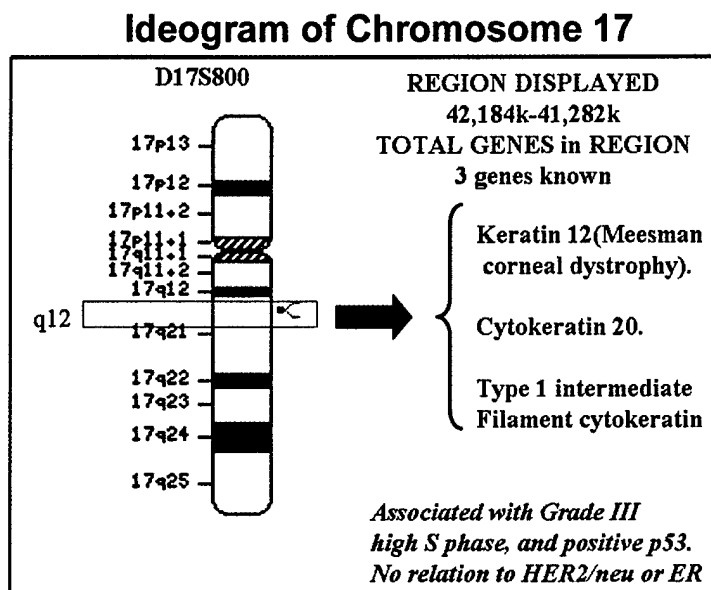 Ideogram of Chromosome 17
D17S800
17p13
17p12
17p11.2
17p11.1
17q11.1
17q11.2
17q12
q12
17q21
17q22
17q23
17q24
17q25
REGION DISPLAYED
42,184k-41,282k
TOTAL GENES in REGION
3 genes known
Keratin 12(Meesman
corneal dystrophy).
Cytokeratin 20.
Type 1 intermediate
Filament cytokeratin
Associated with Grade III
high S phase, and positive p53.
No relation to HER2/neu or ER